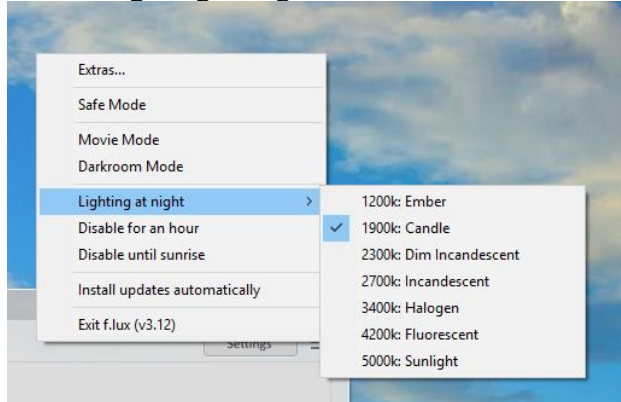 Extras...
Safe Mode
Movie Mode
Darkroom Mode
Lighting at night
Disable for an hour
Disable until sunrise
Install updates automatically
Exit f.lux (v3.12)
1200k: Ember
1900k: Candle
2300k: Dim Incandescent
2700k: Incandescent
3400k: Halogen
4200k: Fluorescent
5000k: Sunlight
Settings